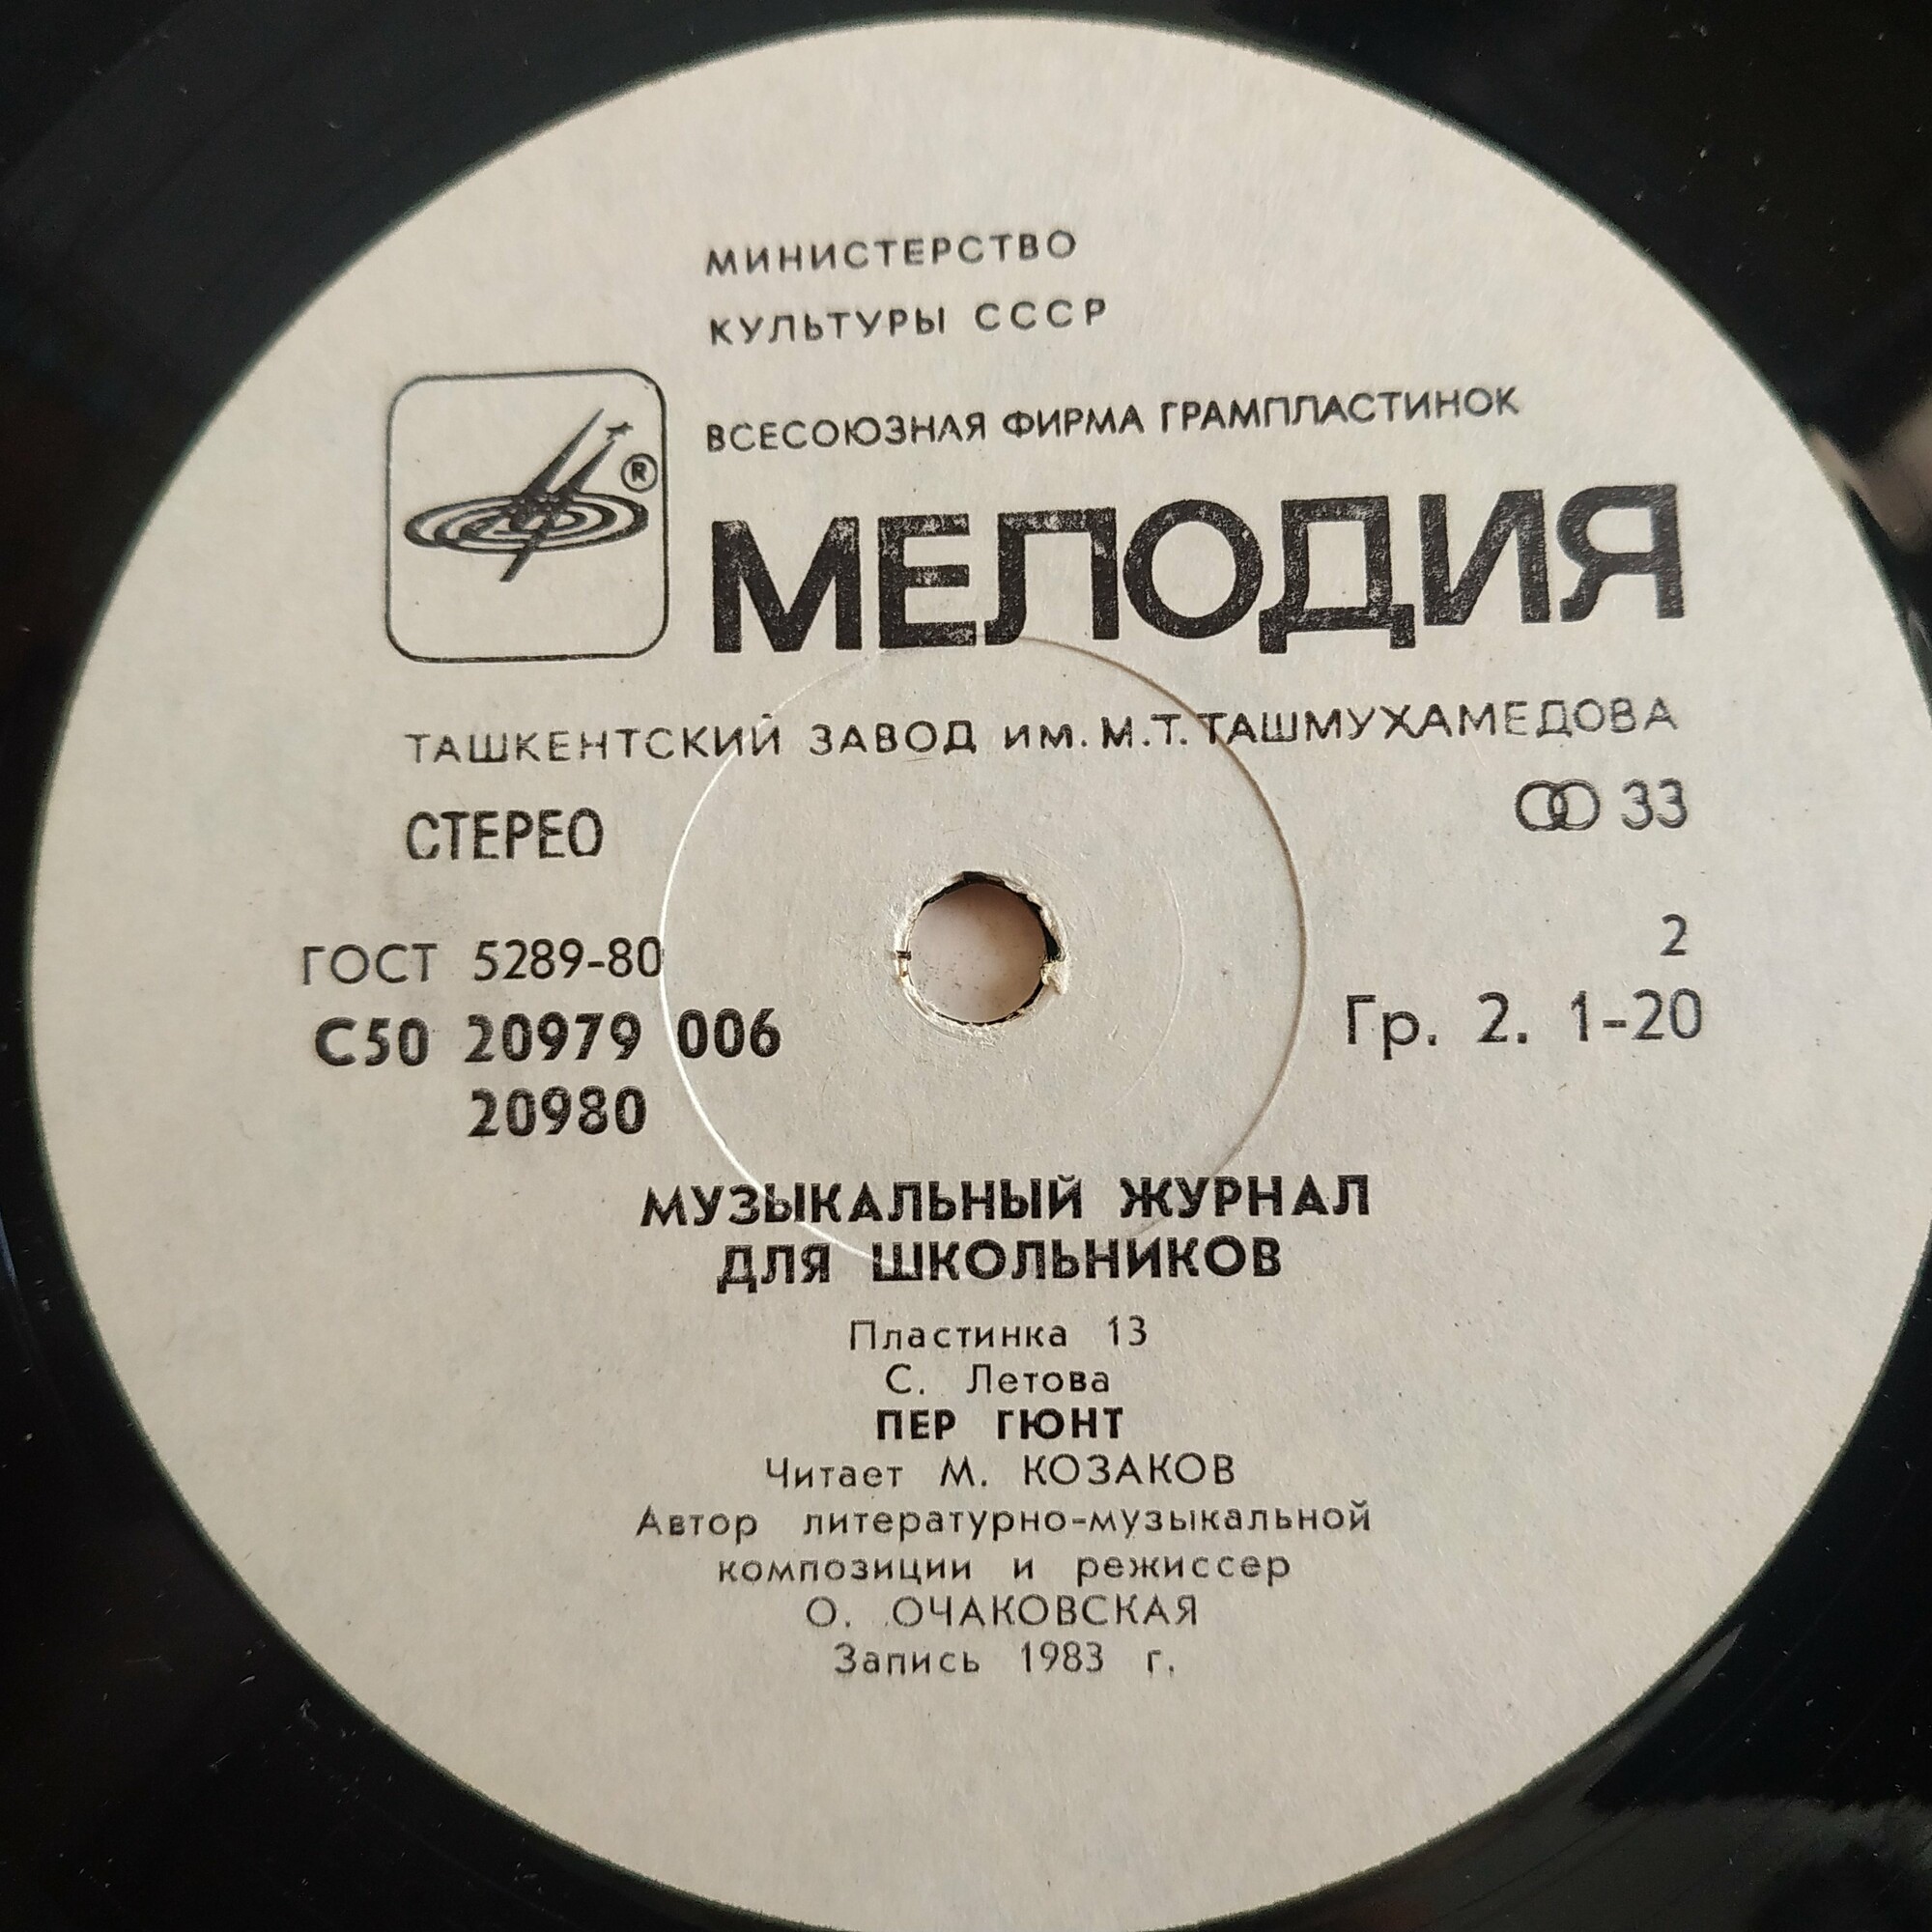 МИНИСТЕРСТВО
КУЛЬТУРЫ СССР
ВСЕСОЮЗНАЯ ФИРМА ГРАМПЛАСТИНОК
®
МЕЛОДИЯ
ТАШКЕНТСКИЙ ЗАВОД ИМ. М.Т. ТАШМУХАМЕДОВА
СТЕРЕО
33
ГОСТ 5289-80
2
С50 20979 006
Гр. 2. 1-20
20980
МУЗЫКАЛЬНЫЙ ЖУРНАЛ
ДЛЯ ШКОЛЬНИКОВ
Пластинка 13
С. Летова
ПЕР ГЮНТ
Читает М. КОЗАКОВ
Автор литературно-музыкальной
композиции и режиссер
О. ОЧАКОВСКАЯ
Запись 1983 г.